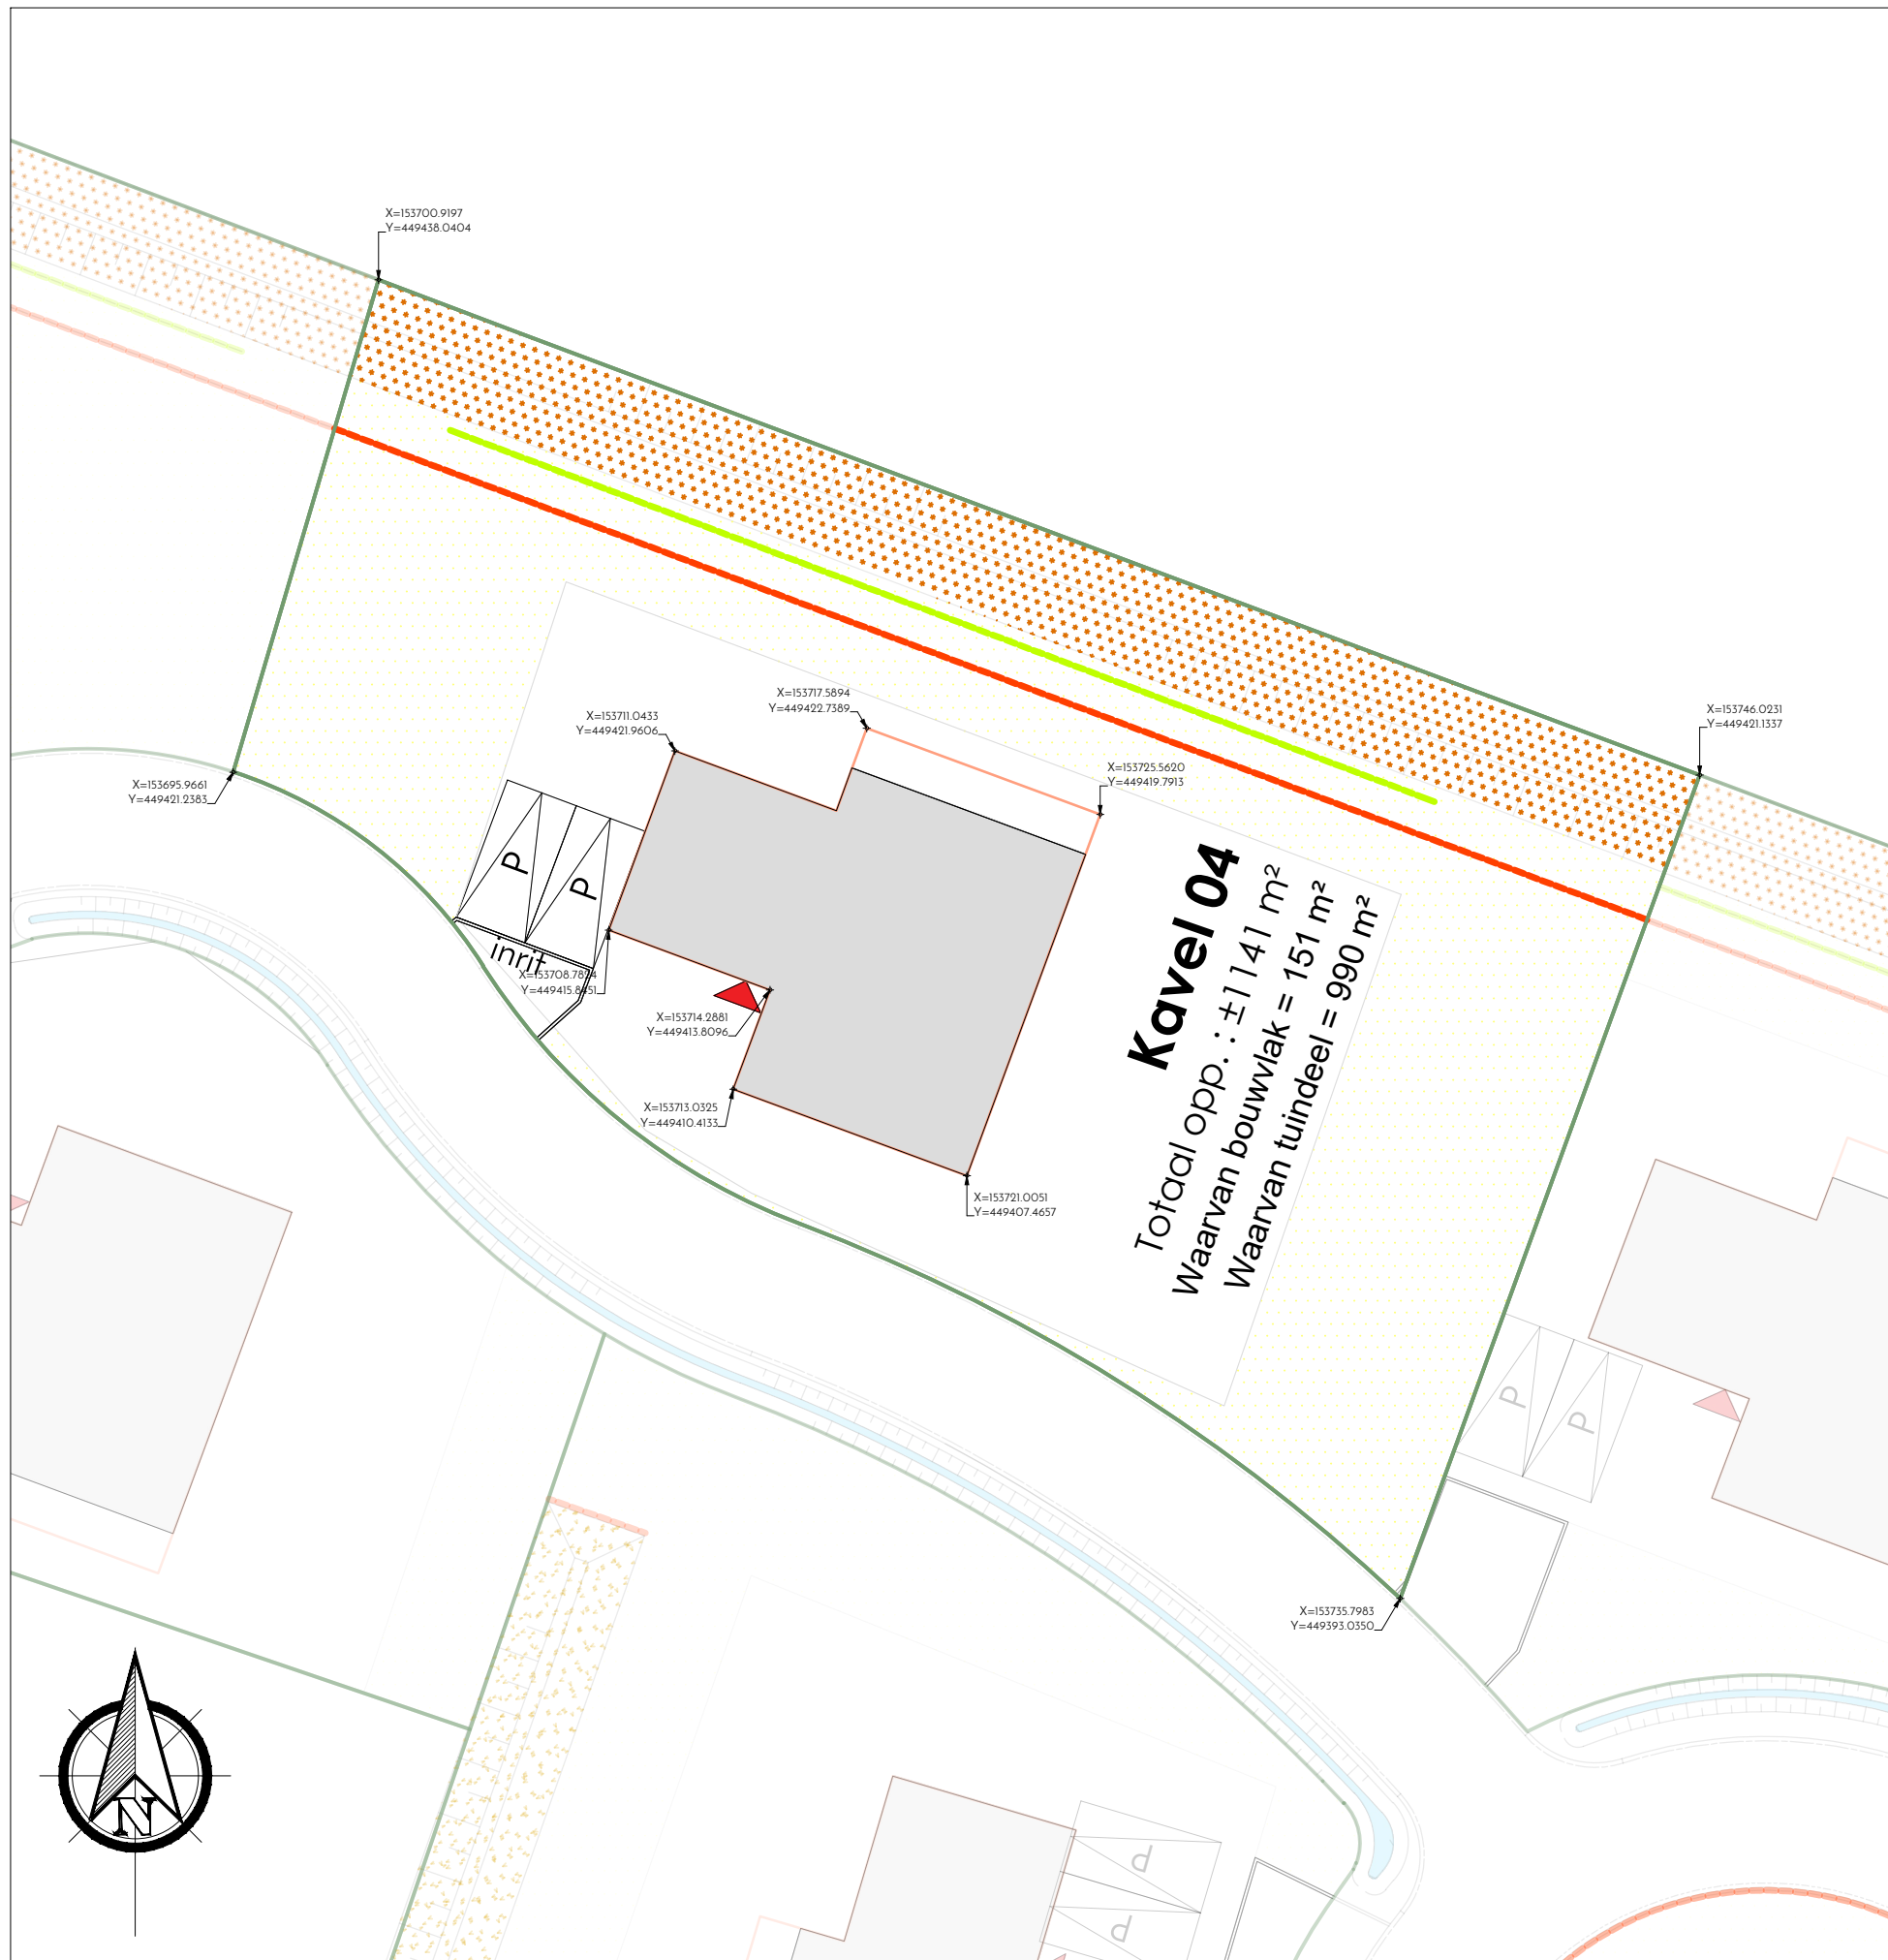 X=153700.9197
Y=449438.0404
X=153717.5894
Y=449422.7389
X=153711.0433
Y=449421.9606
X=153746.0231
Y=449421.1337
X=153725.5620
Y=449419.7913
X=153695.9661
Y=449421.2383
P
P
inrit
Y=449415.8451
X=153714.2881
Y=449413.8096
X=153713.0325
Y=449410.4133
X=153721.0051
Y=449407.4657
Kavel 04
Totaal opp. : ±1141 m²
Waarvan bouwvlak = 151 m²
Waarvan tuindeel = 990 m²
P
P
X=153735.7983
Y=449393.0350
N
P
P